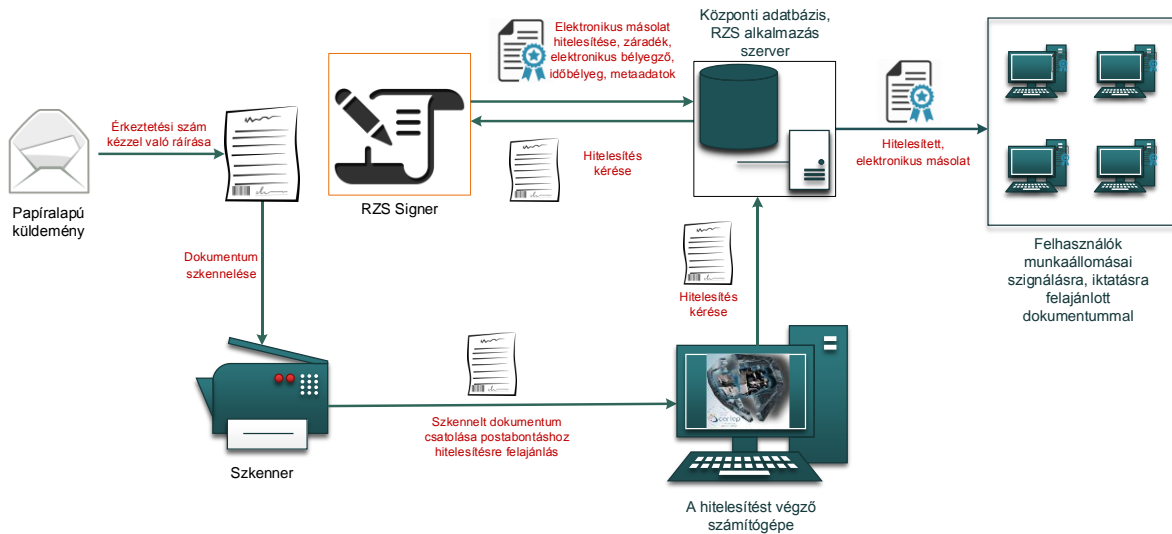 Papíralapú
küldemény
Érkeztetési szám
kézzel való ráírása
Elektronikus másolat
hitelesítése, záradék,
elektronikus bélyegző,
időbélyeg, metaadatok
Központi adatbázis,
RZS alkalmazás
szerver
RZS Signer
Hitelesítés
kérése
Hitelesített,
elektronikus másolat
Felhasználók
munkaállomásai
szignálásra, iktatásra
felajánlott
dokumentummal
Dokumentum
szkennelése
Hitelesítés
kérése
Szkenner
Szkennelt dokumentum
csatolása postabontáshoz
hitelesítésre felajánlás
A hitelesítést végző
számítógépe